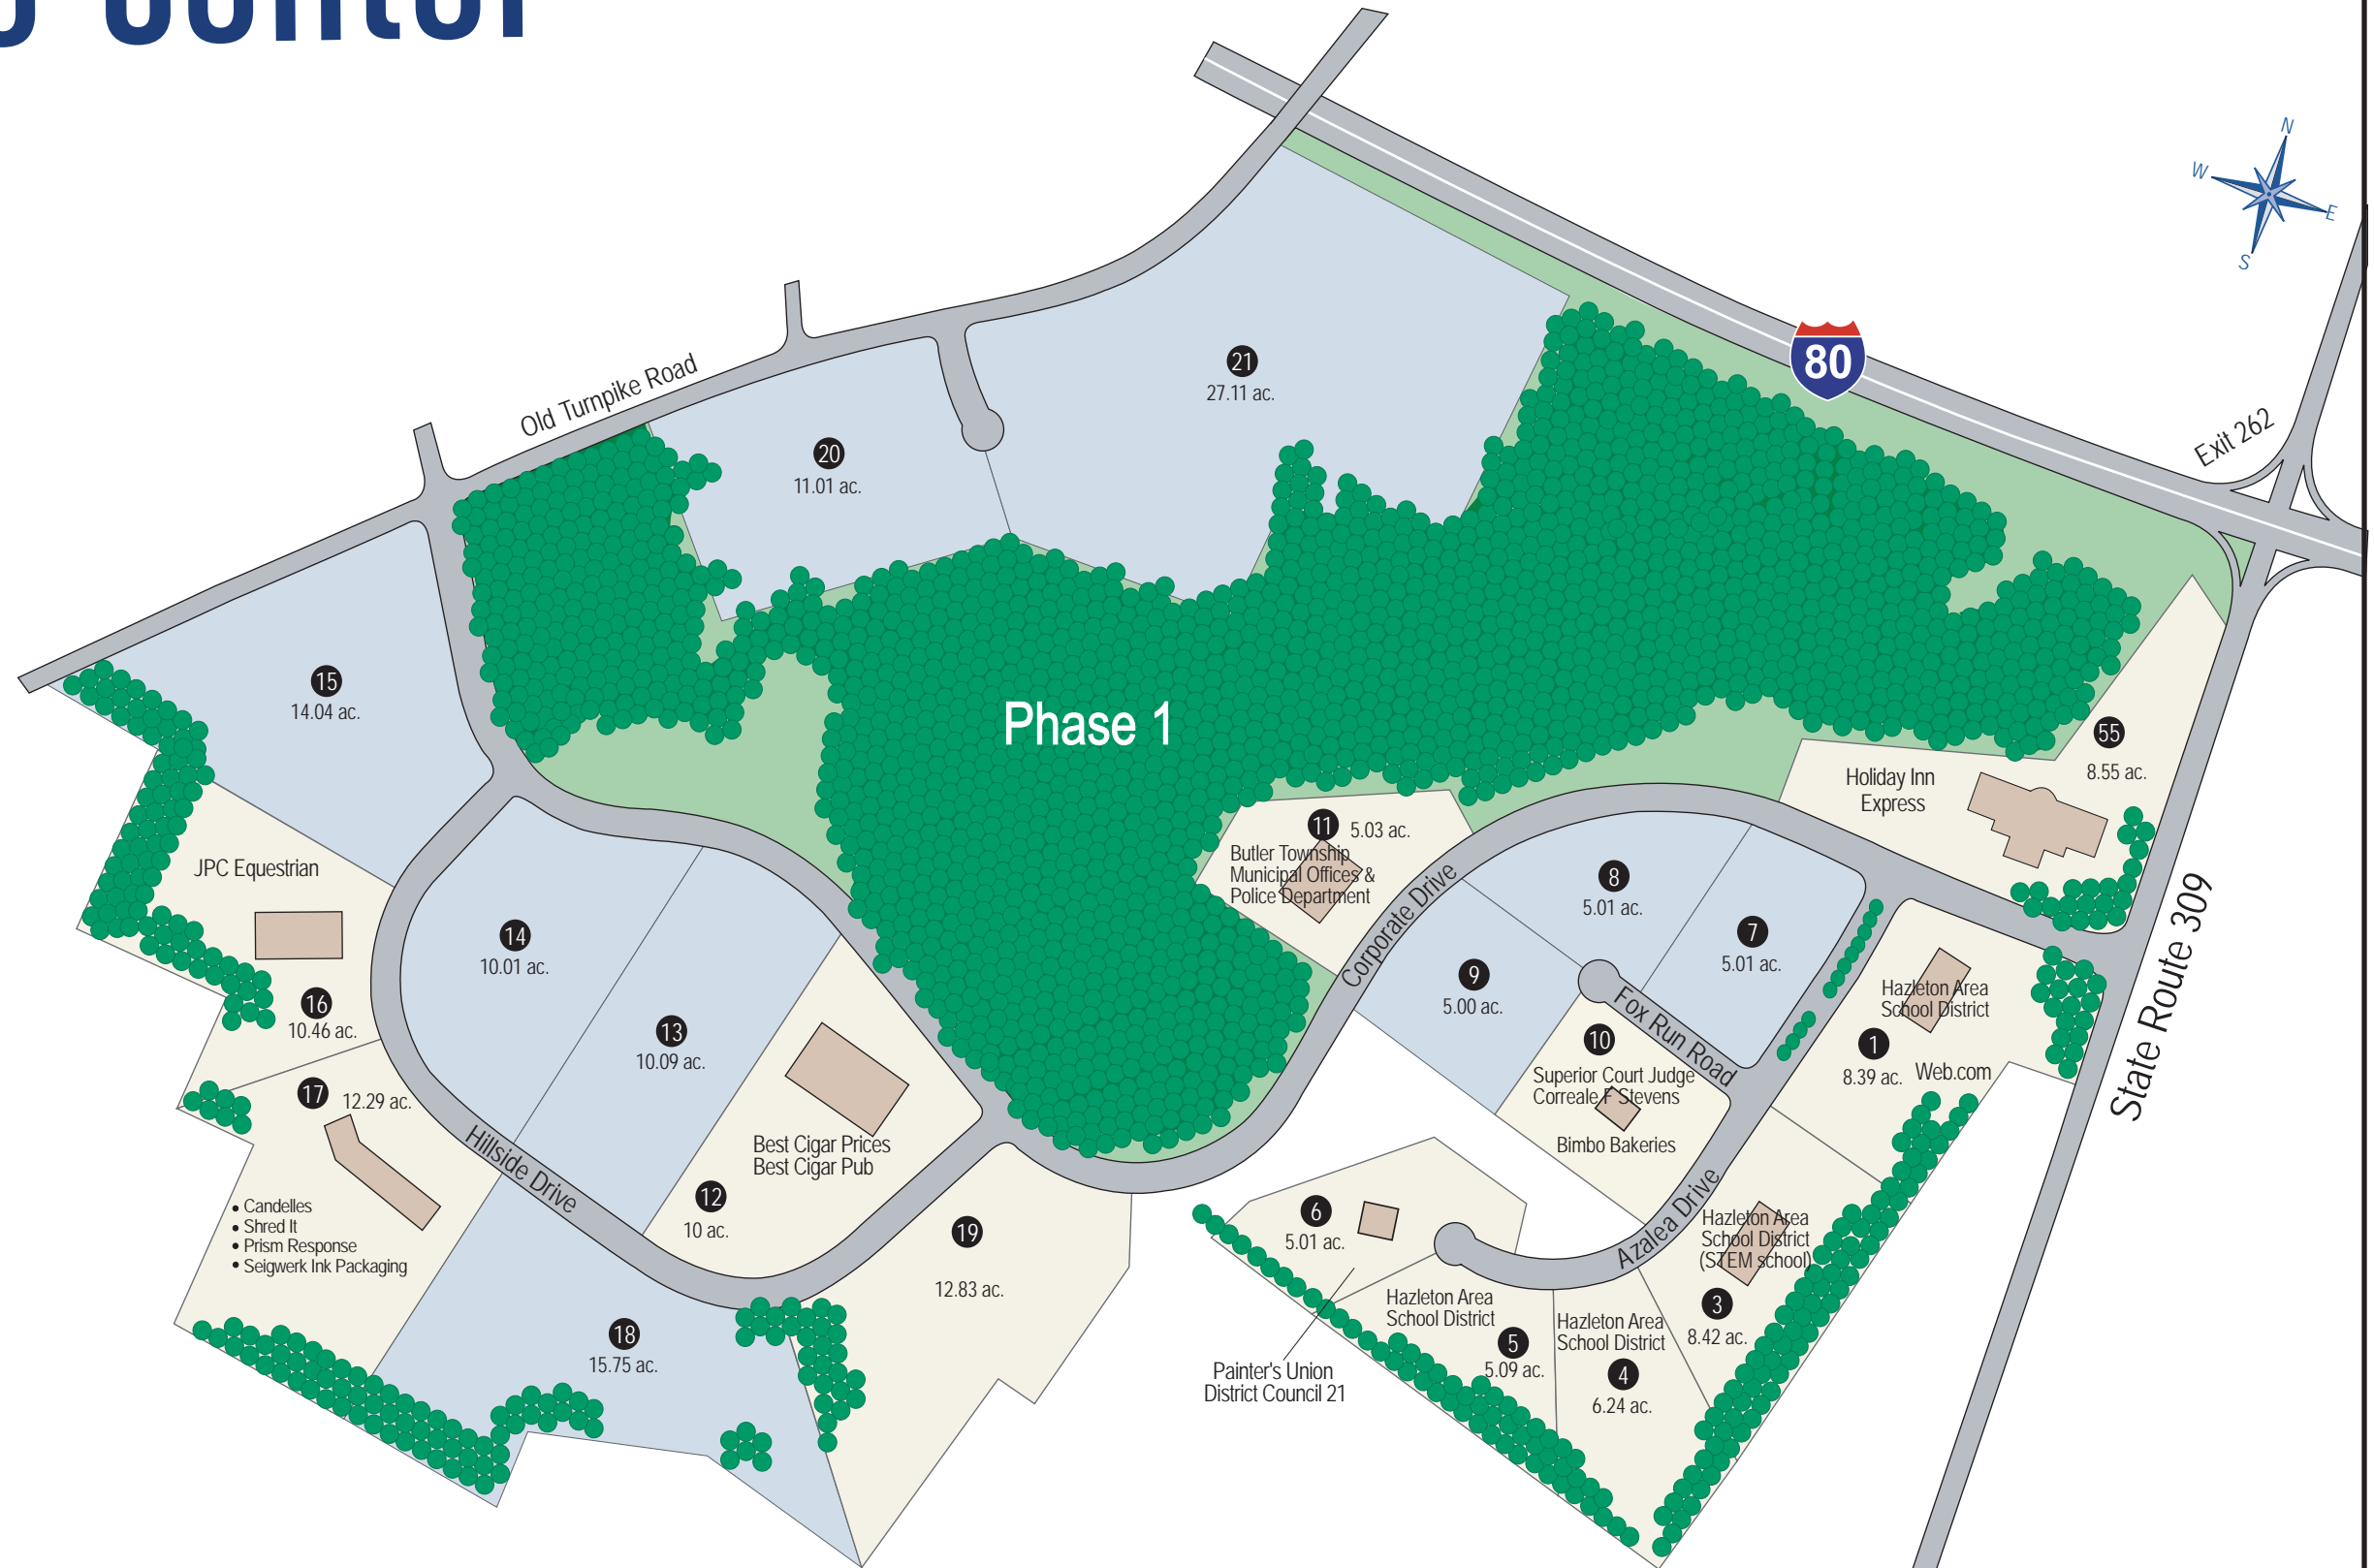 N
W
E
S
80
Exit 262
21
27.11 ac.
Old Turnpike Road
20
11.01 ac.
15
14.04 ac.
Phase 1
55
8.55 ac.
Holiday Inn
Express
11 5.03 ac.
Butler Township
Municipal Offices &
Police Department
Corporate Drive
8
5.01 ac.
7
5.01 ac.
9
5.00 ac.
Fox Run Road
State Route 309
JPC Equestrian
16
10.46 ac.
14
10.01 ac.
13
10.09 ac.
Hazleton Area
School District
1
8.39 ac.
Web.com
10
Superior Court Judge
Correale F Stevens
Bimbo Bakeries
17 12.29 ac.
• Candelles
• Shred It
• Prism Response
• Seigwerk Ink Packaging
Hillside Drive
Best Cigar Prices
Best Cigar Pub
12
10 ac.
19
12.83 ac.
18
15.75 ac.
6
5.01 ac.
Azalea Drive
Hazleton Area
School District
(STEM school)
3
8.42 ac.
Hazleton Area
School District
5
5.09 ac.
Hazleton Area
School District
4
6.24 ac.
Painter's Union
District Council 21